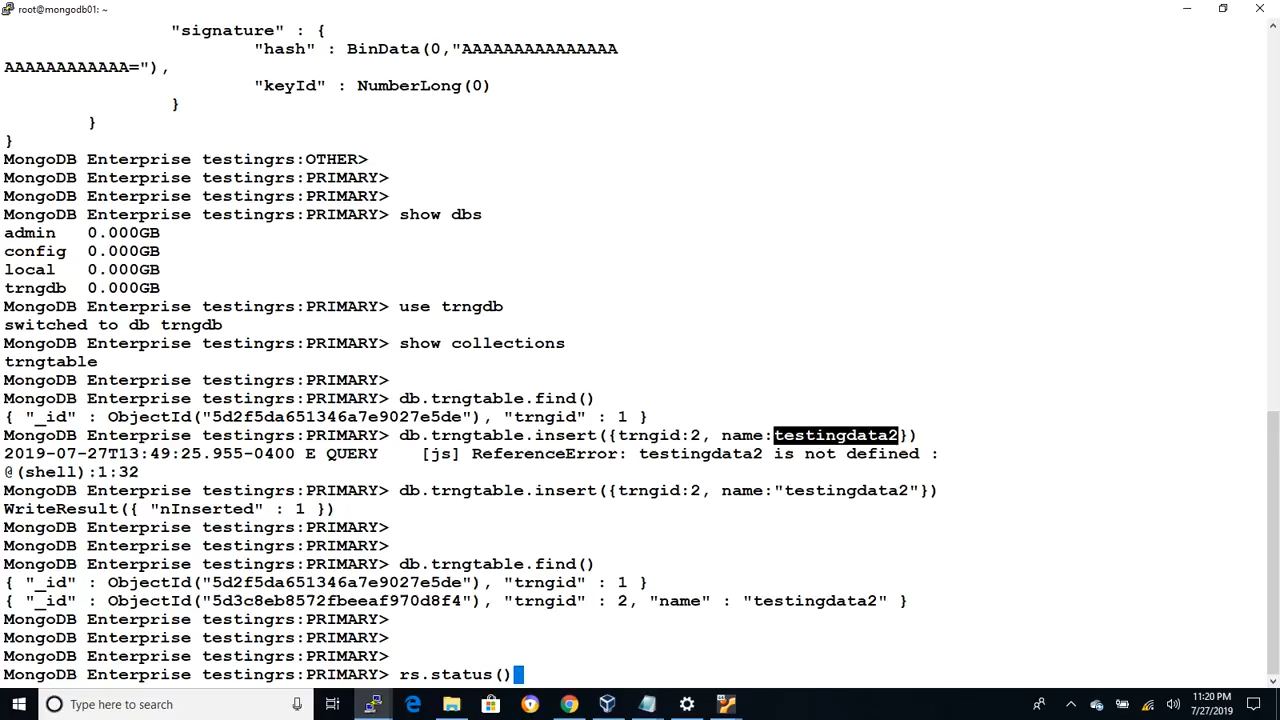 root@mongodb01: ~
"signature" : {
"hash" : BinData(0,"AAAAAAAAAAAAAAA
AAAAAAAAAAAA="),
"keyId" : NumberLong(0)
}
}
}
MongoDB Enterprise testingrs:OTHER>
MongoDB Enterprise testingrs:PRIMARY>
MongoDB Enterprise testingrs:PRIMARY>
MongoDB Enterprise testingrs:PRIMARY> show dbs
admin 0.000GB
config 0.000GB
local 0.000GB
trngdb 0.000GB
MongoDB Enterprise testingrs:PRIMARY> use trngdb
switched to db trngdb
MongoDB Enterprise testingrs:PRIMARY> show collections
trngtable
MongoDB Enterprise testingrs:PRIMARY>
MongoDB Enterprise testingrs:PRIMARY> db.trngtable.find()
{ "_id" : ObjectId("5d2f5da651346a7e9027e5de"), "trngid" : 1 }
MongoDB Enterprise testingrs:PRIMARY> db.trngtable.insert({trngid:2, name:testingdata2})
2019-07-27T13:49:25.955-0400 E QUERY [js] ReferenceError: testingdata2 is not defined :
@(shell):1:32
MongoDB Enterprise testingrs:PRIMARY> db.trngtable.insert({trngid:2, name:"testingdata2"})
WriteResult({ "nInserted" : 1 })
MongoDB Enterprise testingrs:PRIMARY>
MongoDB Enterprise testingrs:PRIMARY>
MongoDB Enterprise testingrs:PRIMARY> db.trngtable.find()
{ "_id" : ObjectId("5d2f5da651346a7e9027e5de"), "trngid" : 1 }
{ "_id" : ObjectId("5d3c8eb8572fbeeaf970d8f4"), "trngid" : 2, "name" : "testingdata2" }
MongoDB Enterprise testingrs:PRIMARY>
MongoDB Enterprise testingrs:PRIMARY>
MongoDB Enterprise testingrs:PRIMARY>
MongoDB Enterprise testingrs:PRIMARY> rs.status()
Type here to search
11:20 PM
7/27/2019